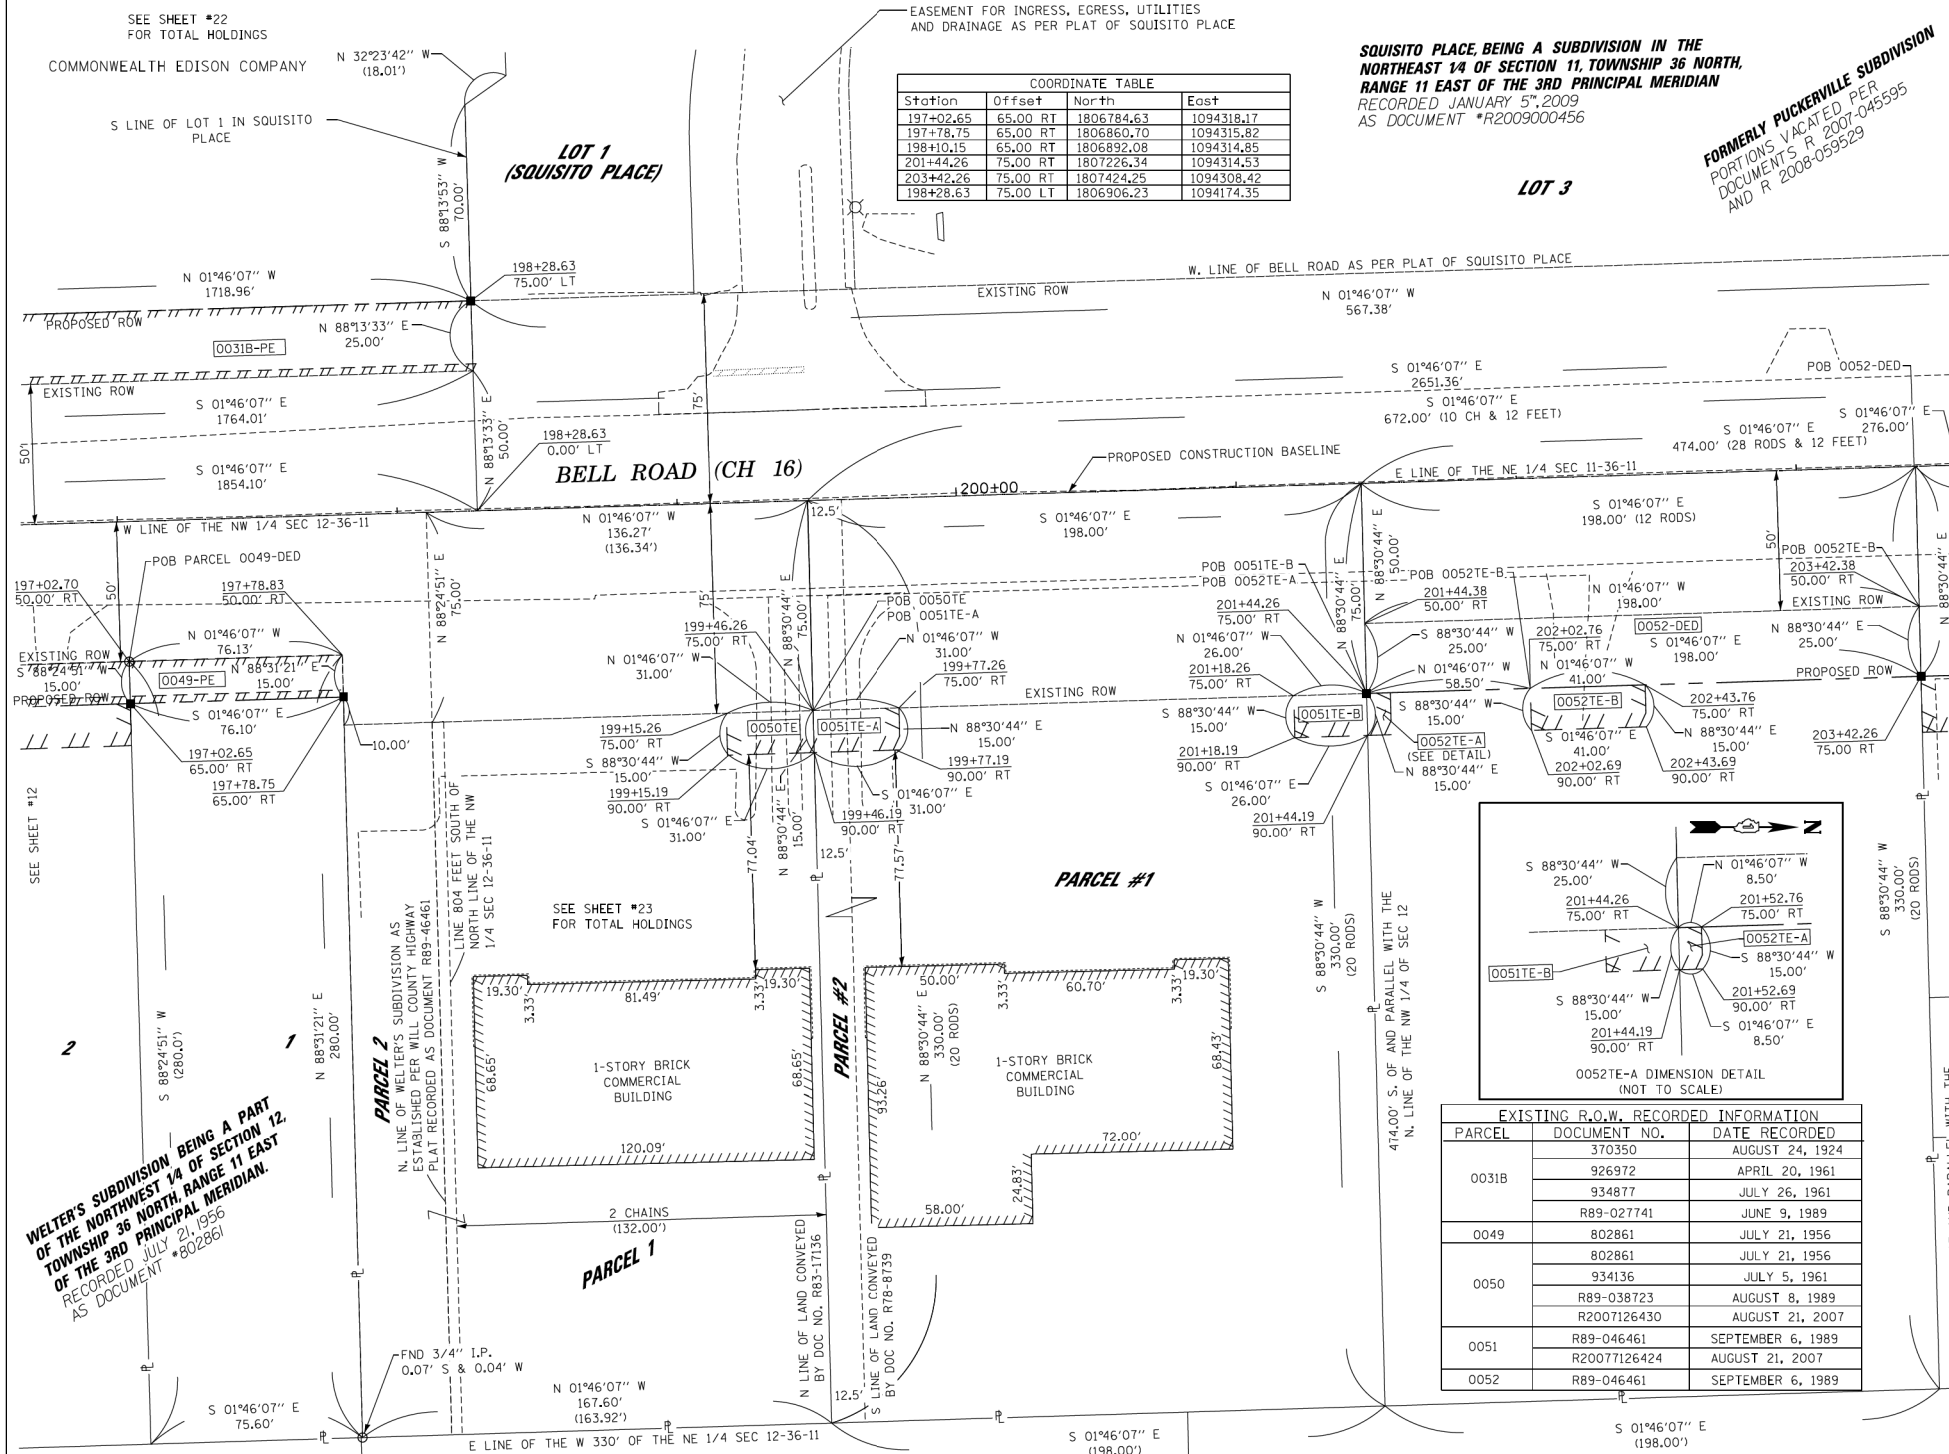 SEE SHEET #22
FOR TOTAL HOLDINGS
COMMONWEALTH EDISON COMPANY
N 32°23'42" W
(18.01')
S LINE OF LOT 1 IN SQUISITO
PLACE
S 88°13'53" W
70.00'
LOT 1
(SQUISITO PLACE)
EASEMENT FOR INGRESS, EGRESS, UTILITIES
AND DRAINAGE AS PER PLAT OF SQUISITO PLACE
COORDINATE TABLE
Station Offset North East
197+02.65 65.00 RT 1806784.63 1094318.17
197+78.75 65.00 RT 1806860.70 1094315.82
198+10.15 65.00 RT 1806892.08 1094314.85
201+44.26 75.00 RT 1807226.34 1094314.53
203+42.26 75.00 RT 1807424.25 1094308.42
198+28.63 75.00 LT 1806906.23 1094174.35
SQUISITO PLACE, BEING A SUBDIVISION IN THE
NORTHEAST 1/4 OF SECTION 11, TOWNSHIP 36 NORTH,
RANGE 11 EAST OF THE 3RD PRINCIPAL MERIDIAN
RECORDED JANUARY 5TH, 2009
AS DOCUMENT #R2009000456
FORMERLY PUCKERVILLE SUBDIVISION
PORTIONS VACATED PER
DOCUMENTS R 2007-045595
AND R 2008-059529
LOT 3
N 01°46'07" W
1718.96'
198+28.63
75.00' LT
PROPOSED ROW
N 88°13'33" E
25.00'
0031B-PE
EXISTING ROW
W. LINE OF BELL ROAD AS PER PLAT OF SQUISITO PLACE
EXISTING ROW
N 01°46'07" W
567.38'
S 01°46'07" E
1764.01'
50'
N 88°13'33" E
50.00'
75'
S 01°46'07" E
2651.36'
S 01°46'07" E
672.00' (10 CH & 12 FEET)
POB 0052-DED
S 01°46'07" E
276.00'
S 01°46'07" E
474.00' (28 RODS & 12 FEET)
S 01°46'07" E
1854.10'
198+28.63
0.00' LT
BELL ROAD (CH 16)
PROPOSED CONSTRUCTION BASELINE
E LINE OF THE NE 1/4 SEC 11-36-11
200+00
W LINE OF THE NW 1/4 SEC 12-36-11
N 01°46'07" W
136.27'
(136.34')
12.5'
S 01°46'07" E
198.00'
S 01°46'07" E
198.00' (12 RODS)
POB PARCEL 0049-DED
197+02.70
50.00' RT
50'
197+78.83
50.00' RT
N 01°46'07" W
76.13'
EXISTING ROW
S 88°24'51" W
15.00'
0049-PE
N 88°31'21" E
15.00'
PROPOSED ROW
S 01°46'07" E
76.10'
197+02.65
65.00' RT
197+78.75
65.00' RT
10.00'
N 88°24'51" E
75.00'
75'
N 88°30'44" E
75.00'
199+46.26
75.00' RT
N 01°46'07" W
31.00'
POB 0050TE
POB 0051TE-A
N 01°46'07" W
31.00'
199+77.26
75.00' RT
EXISTING ROW
199+15.26
75.00' RT
0050TE
0051TE-A
S 88°30'44" W
15.00'
N 88°30'44" E
15.00'
199+15.19
90.00' RT
199+77.19
90.00' RT
S 01°46'07" E
31.00'
S 01°46'07" E
31.00'
199+46.19
90.00' RT
N 88°30'44" E
15.00'
12.5'
77.04'
77.57'
POB 0051TE-B
POB 0052TE-A
201+44.26
75.00' RT
N 01°46'07" W
26.00'
201+18.26
75.00' RT
S 88°30'44" W
15.00'
0051TE-B
201+18.19
90.00' RT
S 01°46'07" E
26.00'
201+44.19
90.00' RT
N 88°30'44" E
75.00'
N 88°30'44" E
50.00'
POB 0052TE-B
201+44.38
50.00' RT
S 88°30'44" W
25.00'
N 01°46'07" W
58.50'
S 88°30'44" W
15.00'
0052TE-A
(SEE DETAIL)
N 88°30'44" E
15.00'
202+02.76
75.00' RT
N 01°46'07" W
41.00'
0052TE-B
S 01°46'07" E
41.00'
202+02.69
90.00' RT
N 01°46'07" W
198.00'
0052-DED
S 01°46'07" E
198.00'
50'
POB 0052TE-B
203+42.38
50.00' RT
EXISTING ROW
N 88°30'44" E
25.00'
N 88°30'44" E
PROPOSED ROW
202+43.76
75.00' RT
N 88°30'44" E
15.00'
202+43.69
90.00' RT
203+42.26
75.00 RT
SEE SHEET #12
LINE 804 FEET SOUTH OF
NORTH LINE OF THE NW
1/4 SEC 12-36-11
SEE SHEET #23
FOR TOTAL HOLDINGS
PARCEL #1
N
S 88°30'44" W
25.00'
N 01°46'07" W
8.50'
201+44.26
75.00' RT
201+52.76
75.00' RT
0052TE-A
0051TE-B
S 88°30'44" W
15.00'
S 88°30'44" W
15.00'
201+52.69
90.00' RT
201+44.19
90.00' RT
S 01°46'07" E
8.50'
0052TE-A DIMENSION DETAIL
(NOT TO SCALE)
S 88°30'44" W
330.00'
(20 RODS)
S 88°30'44" W
330.00'
(20 RODS)
474.00' S. OF AND PARALLEL WITH THE
N. LINE OF THE NW 1/4 OF SEC 12
2
S 88°24'51" W
(280.0')
1
N 88°31'21" E
280.00'
PARCEL 2
N. LINE OF WELTER'S SUBDIVISION AS
ESTABLISHED PER WILL COUNTY HIGHWAY
PLAT RECORDED AS DOCUMENT R89-46461
19.30'
3.33'
81.49'
3.33'
19.30'
68.65'
1-STORY BRICK
COMMERCIAL
BUILDING
68.65'
120.09'
PARCEL #2
50.00'
3.33'
60.70'
3.33'
19.30'
N 88°30'44" E
330.00'
(20 RODS)
93.26'
1-STORY BRICK
COMMERCIAL
BUILDING
68.43'
72.00'
24.83'
58.00'
2 CHAINS
(132.00')
PARCEL 1
N LINE OF LAND CONVEYED
BY DOC NO. R83-17136
S LINE OF LAND CONVEYED
BY DOC NO. R78-8739
WELTER'S SUBDIVISION BEING A PART
OF THE NORTHWEST 1/4 OF SECTION 12,
TOWNSHIP 36 NORTH, RANGE 11 EAST
OF THE 3RD PRINCIPAL MERIDIAN.
RECORDED JULY 21, 1956
AS DOCUMENT #802861
EXISTING R.O.W. RECORDED INFORMATION
PARCEL DOCUMENT NO. DATE RECORDED
370350 AUGUST 24, 1924
0031B 926972 APRIL 20, 1961
934877 JULY 26, 1961
R89-027741 JUNE 9, 1989
0049 802861 JULY 21, 1956
802861 JULY 21, 1956
0050 934136 JULY 5, 1961
R89-038723 AUGUST 8, 1989
R2007126430 AUGUST 21, 2007
0051 R89-046461 SEPTEMBER 6, 1989
R20077126424 AUGUST 21, 2007
0052 R89-046461 SEPTEMBER 6, 1989
FND 3/4" I.P.
0.07' S & 0.04' W
S 01°46'07" E
75.60'
N 01°46'07" W
167.60'
(163.92')
12.5'
E LINE OF THE W 330' OF THE NE 1/4 SEC 12-36-11
S 01°46'07" E
(198.00')
S 01°46'07" E
(198.00')